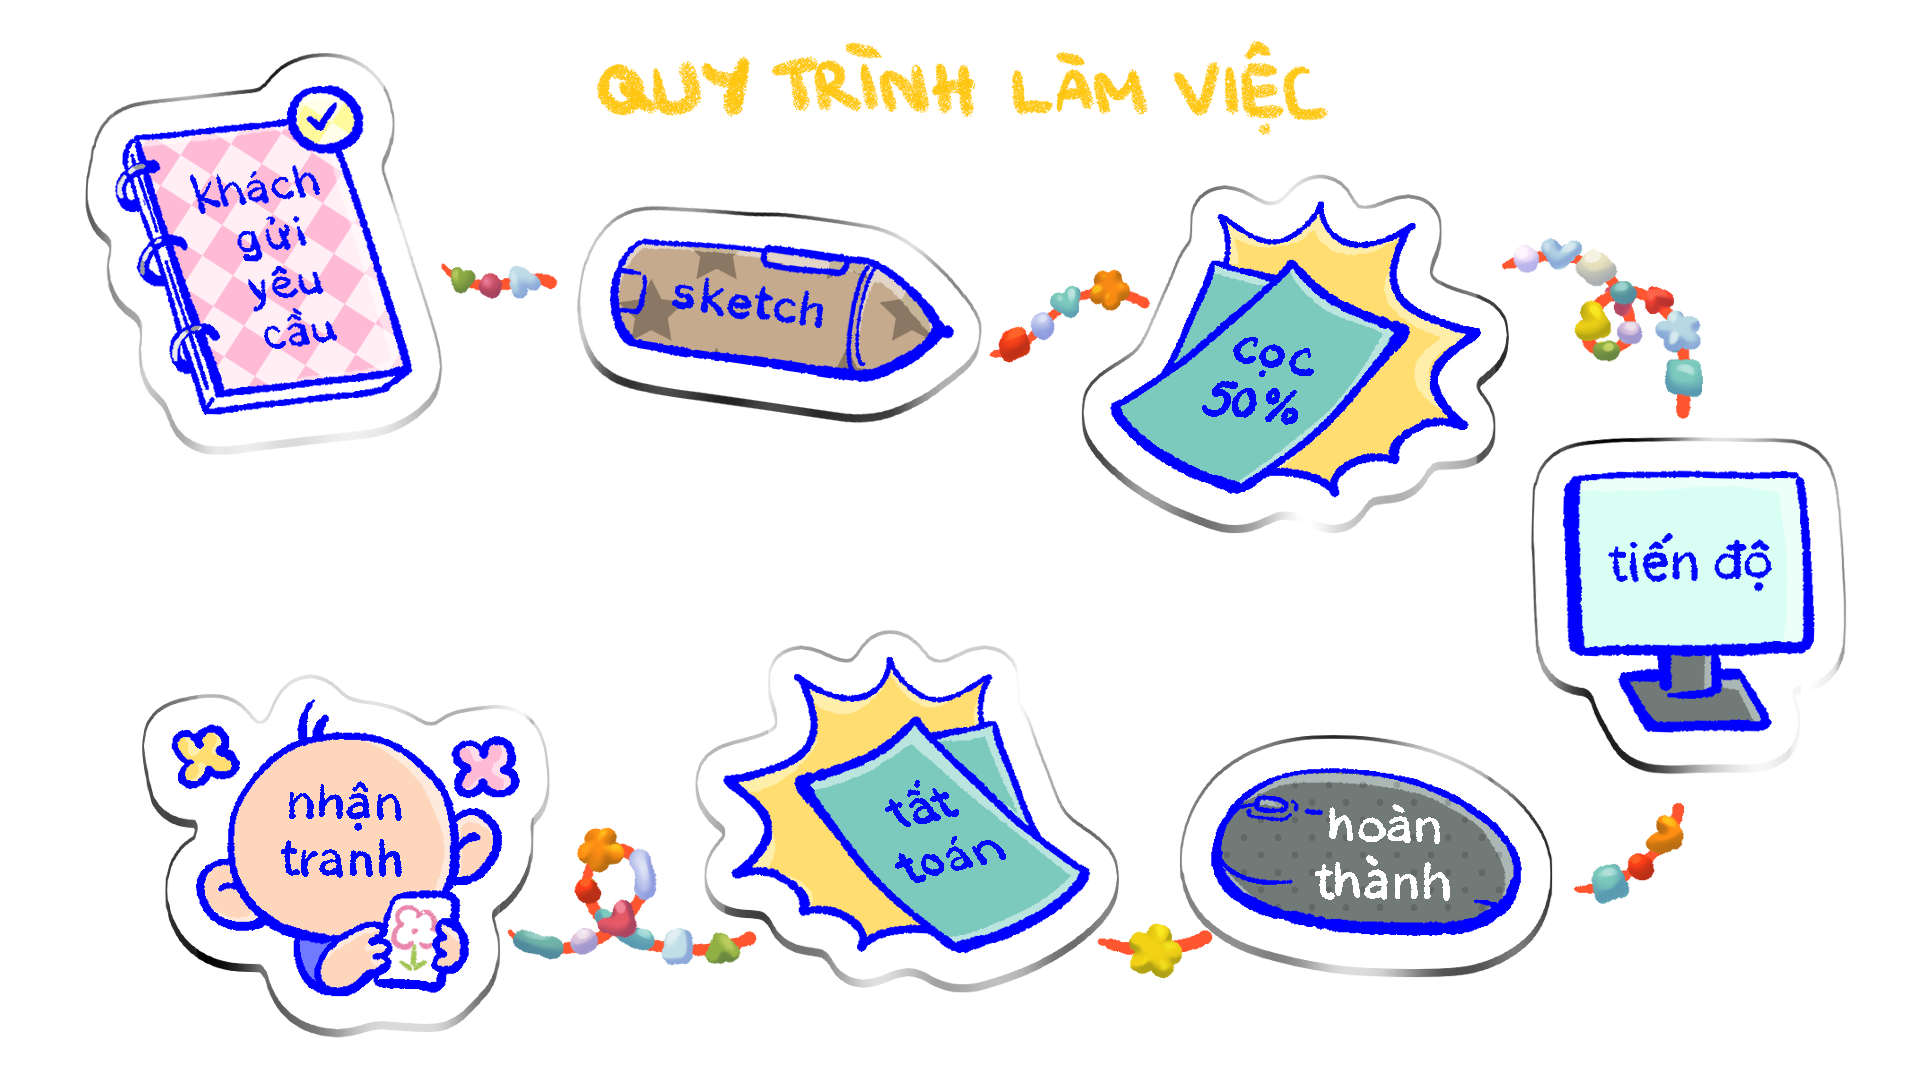 QUY TRÌNH LÀM VIỆC
khách
gửi
yêu
cầu
sketch
cọc
50%
tiến độ
hoàn
thành
tất
toán
nhận
tranh